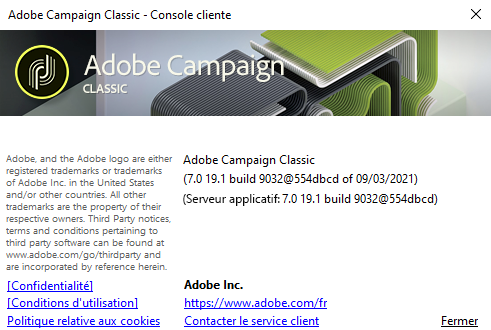 Adobe Campaign Classic - Console cliente
Adobe Campaign
CLASSIC
Adobe, and the Adobe logo are either
registered trademarks or trademarks
of Adobe Inc. in the United States
and/or other countries. All other
trademarks are the property of their
respective owners. Third Party notices,
terms and conditions pertaining to
third party software can be found at
www.adobe.com/go/thirdparty and
are incorporated by reference herein.
Adobe Campaign Classic
(7.0 19.1 build 9032@554dbcd of 09/03/2021)
(Serveur applicatif: 7.0 19.1 build 9032@554dbcd)
[Confidentialité]
[Conditions d'utilisation]
Politique relative aux cookies
Adobe Inc.
https://www.adobe.com/fr
Contacter le service client
Fermer